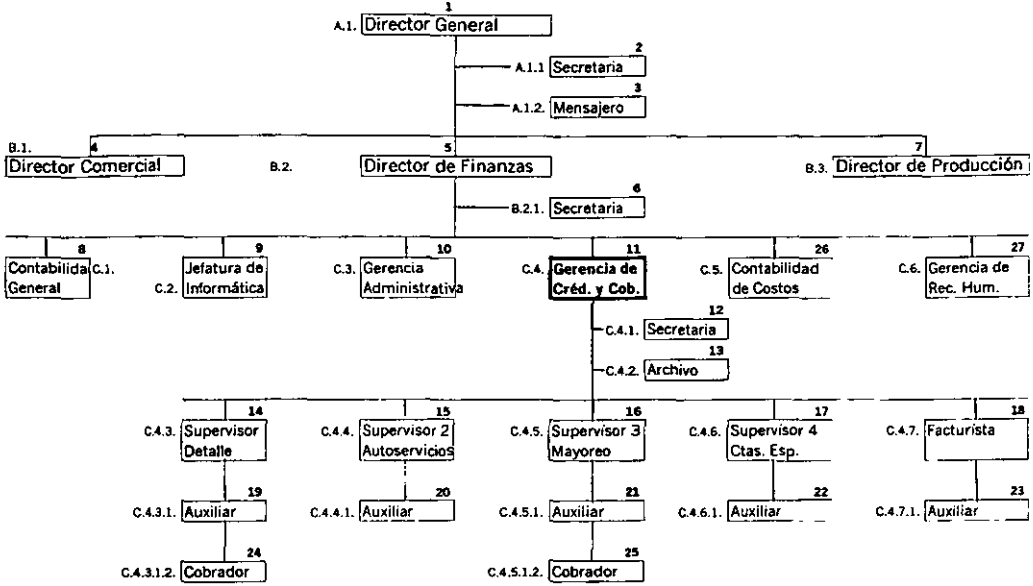 1
A.1. Director General
2
A.1.1 Secretaria
3
A.1.2. Mensajero
B.1. 4 5 7
Director Comercial B.2. Director de Finanzas B.3. Director de Producción
6
B.2.1. Secretaria
8 9 10 11 26 27
Contabilida C.1. Jefatura de C.3. Gerencia C.4. Gerencia de C.5. Contabilidad C.6. Gerencia de
General C.2. Informática Administrativa Créd. y Cob. de Costos Rec. Hum.
12
C.4.1. Secretaria
13
C.4.2. Archivo
14 15 16 17 18
C.4.3. Supervisor C.4.4. Supervisor 2 C.4.5. Supervisor 3 C.4.6. Supervisor 4 C.4.7. Facturista
Detalle Autoservicios Mayoreo Ctas. Esp.
19 20 21 22 23
C.4.3.1. Auxiliar C.4.4.1. Auxiliar C.4.5.1. Auxiliar C.4.6.1. Auxiliar C.4.7.1. Auxiliar
24 25
C.4.3.1.2. Cobrador C.4.5.1.2. Cobrador